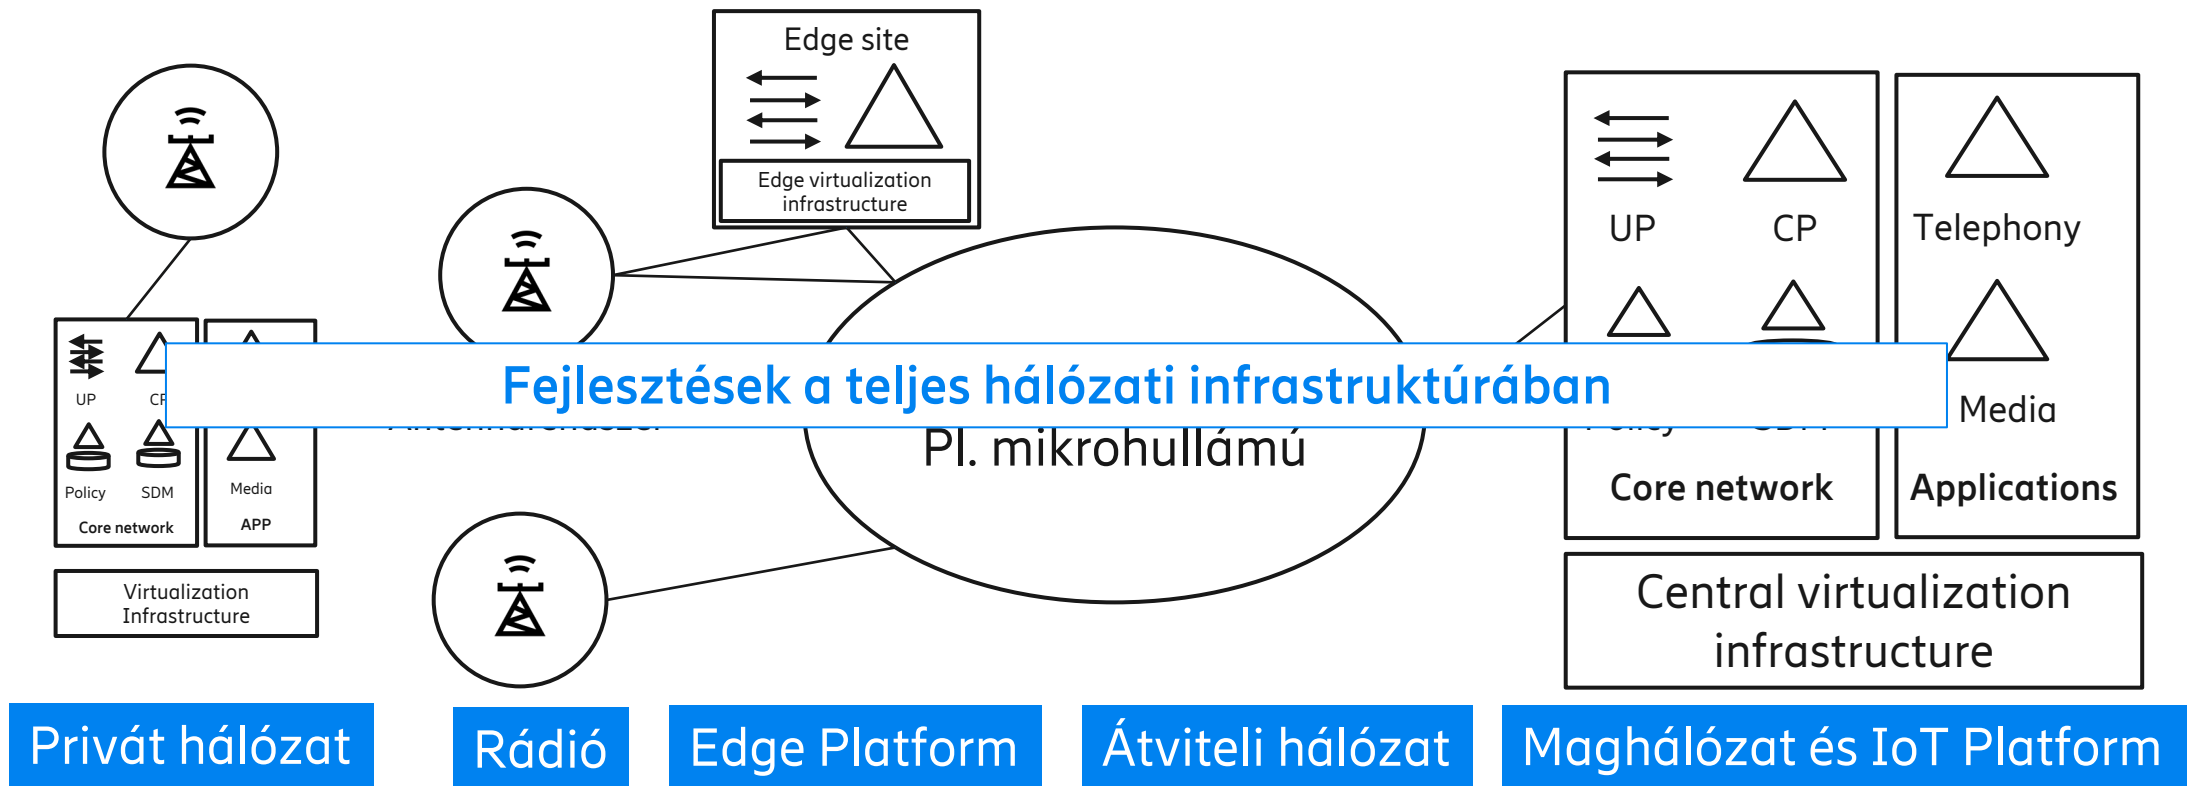 Edge site
Edge virtualization
infrastructure
UP
CP
Telephony
Fejlesztések a teljes hálózati infrastruktúrában
UP
Media
Pl. mikrohullámú
Policy
SDM
Media
Core network
APP
Core network
Applications
Virtualization
Infrastructure
Central virtualization
infrastructure
Privát hálózat
Rádió
Edge Platform
Átviteli hálózat
Maghálózat és IoT Platform